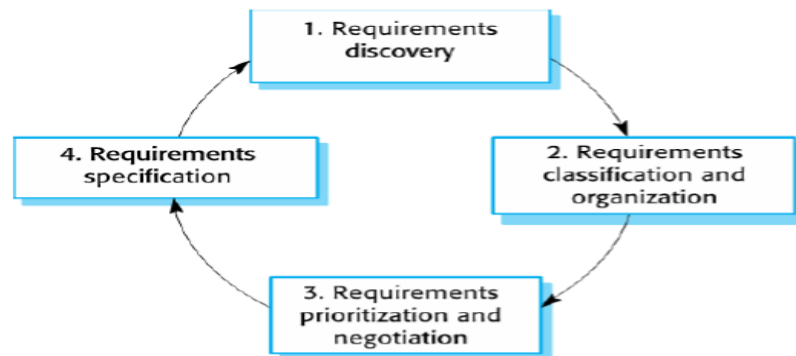 1. Requirements
discovery
2. Requirements
classification and
organization
3. Requirements
prioritization and
negotiation
4. Requirements
specification